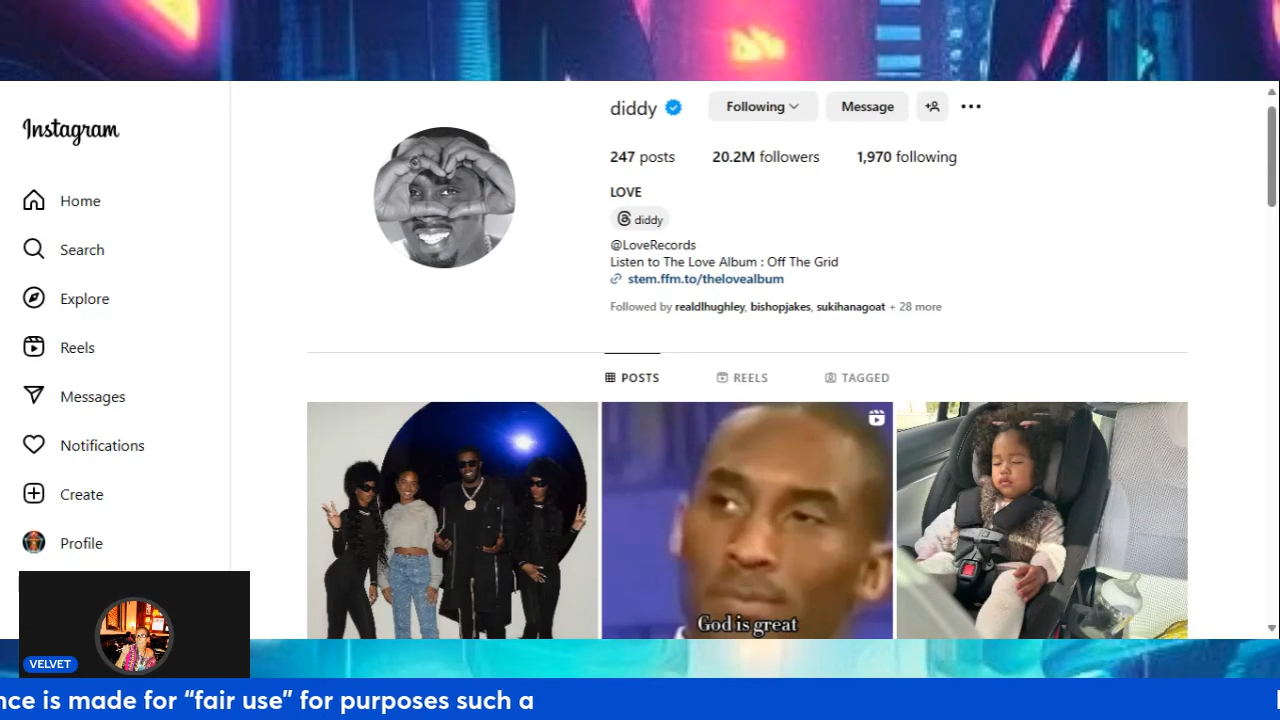 Instagram
Home
Search
Explore
Reels
Messages
Notifications
Create
Profile
diddy
Following
Message
247 posts 20.2M followers 1,970 following
LOVE
diddy
@LoveRecords
Listen to The Love Album : Off The Grid
stem.ffm.to/thelovealbum
Followed by realdlhughley, bishopjakes, sukihanagoat + 28 more
POSTS REELS TAGGED
God is great
VELVET
nce is made for “fair use” for purposes such a